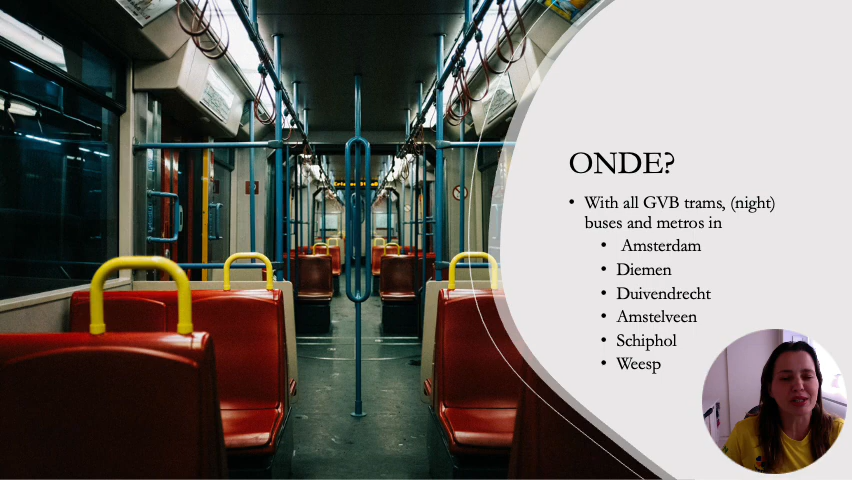 ONDE?
• With all GVB trams, (night)
buses and metros in
• Amsterdam
• Diemen
• Duivendrecht
• Amstelveen
• Schiphol
• Weesp